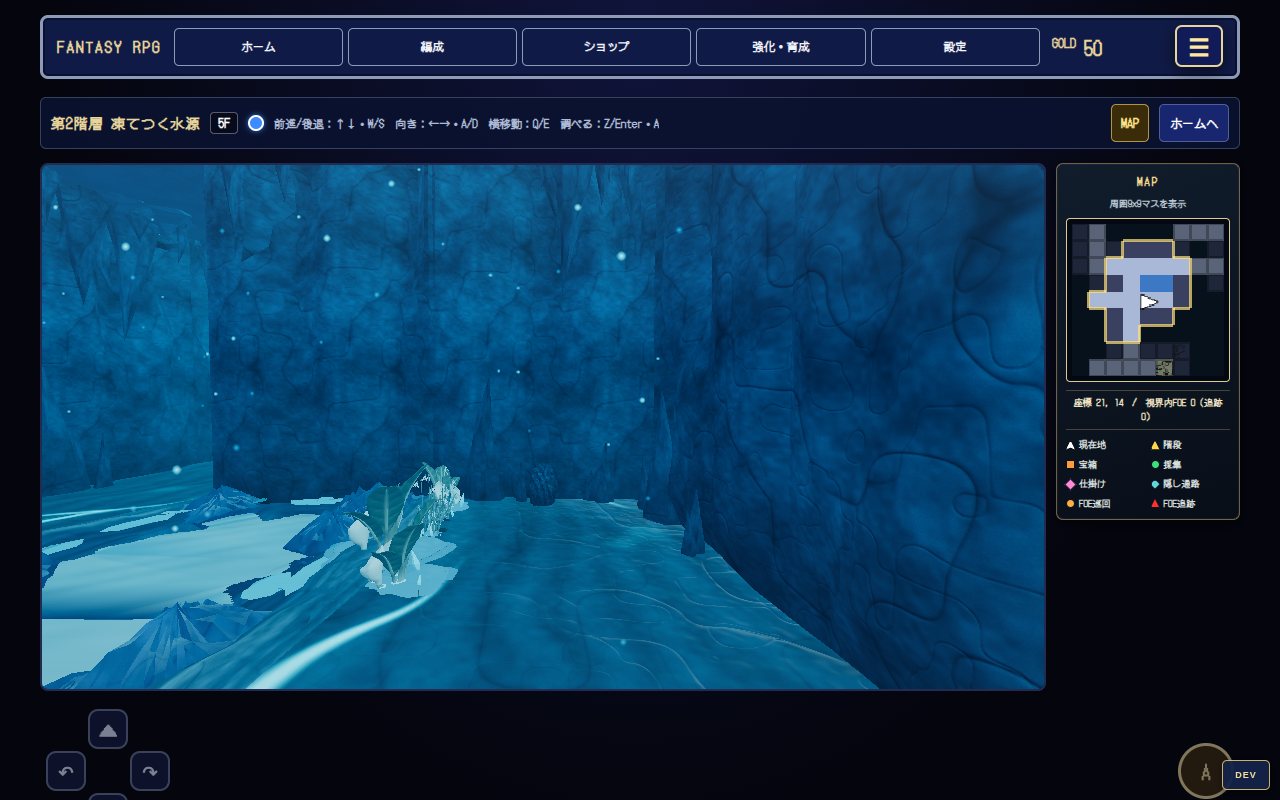 FANTASY RPG
ホーム
編成
ショップ
強化・育成
設定
GOLD 50
第2階層 凍てつく水源 5F 前進/後退：↑↓・W/S 向き：←→・A/D 横移動：Q/E 調べる：Z/Enter・A
MAP
ホームへ
MAP
周囲9x9マスを表示
座標 21, 14 / 視界内FOE 0 (追跡
0)
現在地
階段
宝箱
採集
仕掛け
隠し通路
FOE巡回
FOE追跡
A
DEV